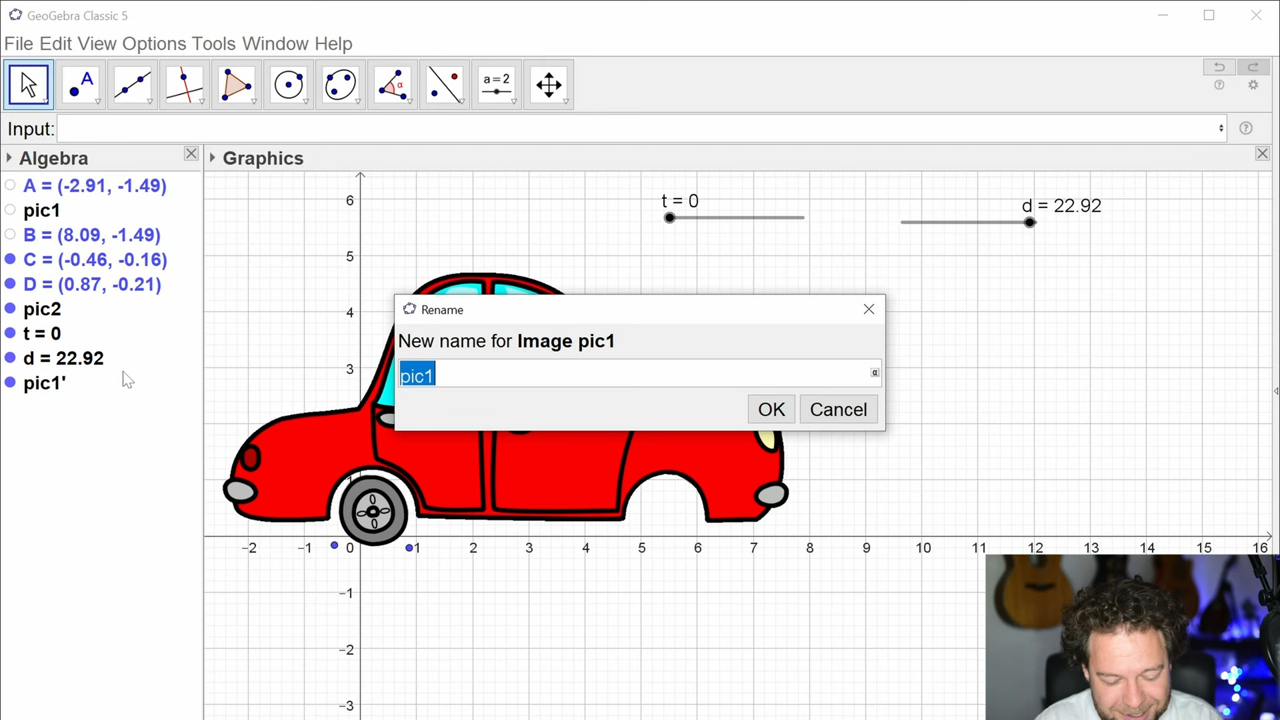 GeoGebra Classic 5
File Edit View Options Tools Window Help
A
α
a=2
Input:
Algebra
Graphics
A = (-2.91, -1.49)
pic1
B = (8.09, -1.49)
C = (-0.46, -0.16)
D = (0.87, -0.21)
pic2
t = 0
d = 22.92
pic1'
t = 0
d = 22.92
6
5
4
3
1
Rename
New name for Image pic1
pic1
α
OK
Cancel
−2 −1 0 1 2 3 4 5 6 7 8 9 10 11 12 13 14 15 16
−1
−2
−3